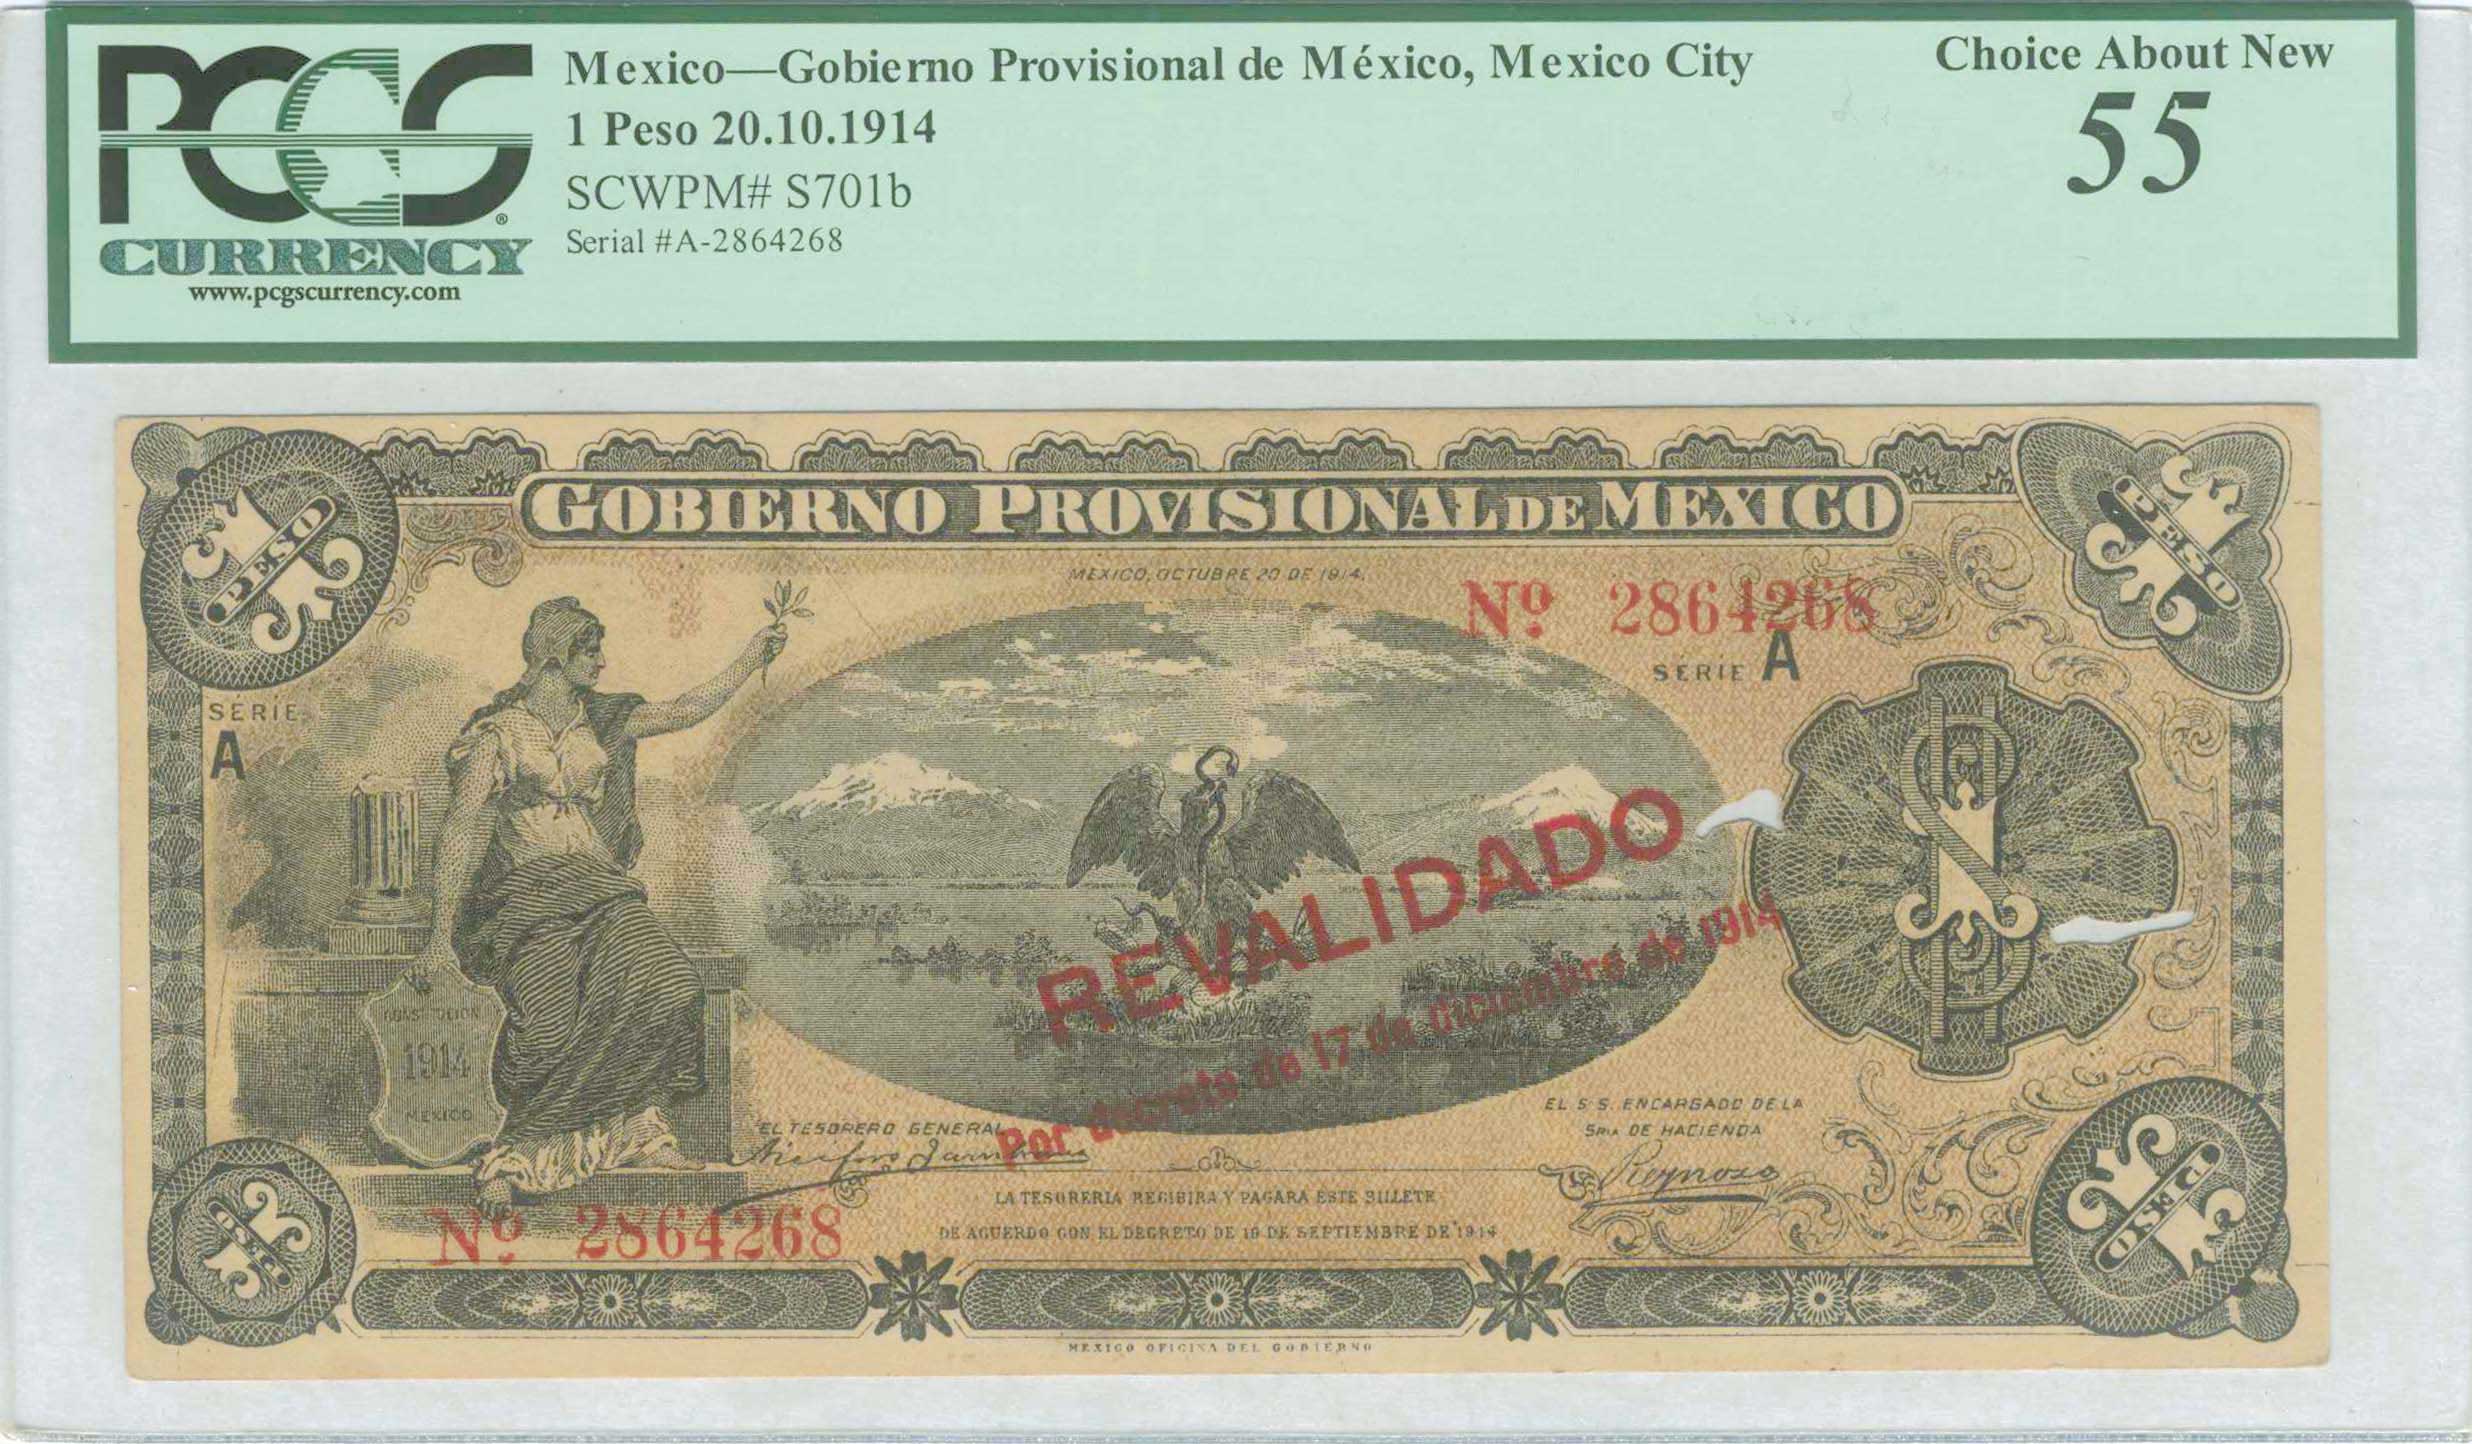 PCGS
CURRENCY
www.pcgscurrency.com
Mexico—Gobierno Provisional de México, Mexico City
1 Peso 20.10.1914
SCWPM# S701b
Serial #A-2864268
Choice About New
55
PESO
PESO
GOBIERNO PROVISIONAL DE MEXICO
MEXICO, OCTUBRE 20 DE 1914.
Nº 2864268
SERIE A
SERIE
A
REVALIDADO
Por decreto de 17 de diciembre de 1914
1914
MEXICO
EL TESORERO GENERAL
EL S S. ENCARGADO DE LA
SRIA DE HACIENDA
Reynoso
LA TESORERIA RECIBIRA Y PAGARA ESTE BILLETE
DE ACUERDO CON EL DECRETO DE 19 DE SEPTIEMBRE DE 1914
Nº 2864268
PESO
PESO
MEXICO OFICINA DEL GOBIERNO